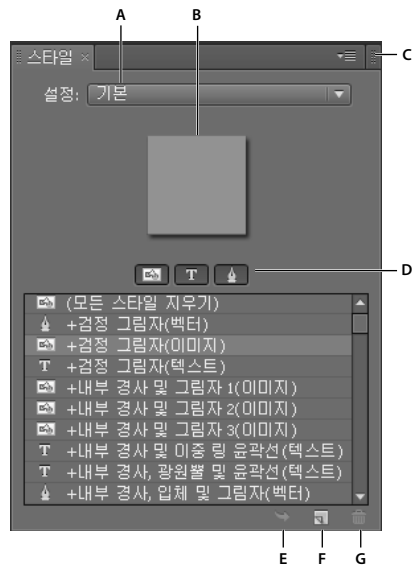 A
B
스타일 ×
C
설정: 기본
T
D
(모든 스타일 지우기)
+검정 그림자(벡터)
+검정 그림자(이미지)
T +검정 그림자(텍스트)
+내부 경사 및 그림자 1(이미지)
+내부 경사 및 그림자 2(이미지)
+내부 경사 및 그림자 3(이미지)
T +내부 경사 및 이중 링 윤곽선(텍스트)
T +내부 경사, 광원뿔 및 윤곽선(텍스트)
+내부 경사, 입체 및 그림자(벡터)
E F G